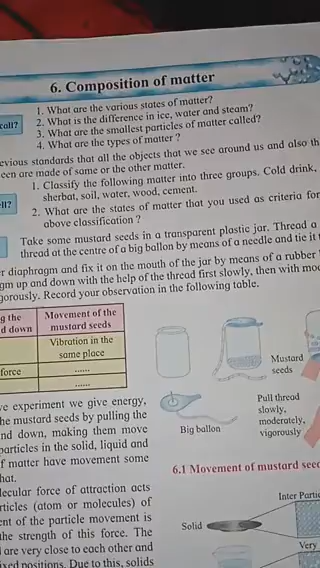 6. Composition of matter
call?
1. What are the various states of matter?
2. What is the difference in ice, water and steam?
3. What are the smallest particles of matter called?
4. What are the types of matter ?
evious standards that all the objects that we see around us and also th
een are made of same or the other matter.
ell?
1. Classify the following matter into three groups. Cold drink,
sherbat, soil, water, wood, cement.
2. What are the states of matter that you used as criteria for
above classification ?
Take some mustard seeds in a transparent plastic jar. Thread a
thread at the centre of a big ballon by means of a needle and tie it
r diaphragm and fix it on the mouth of the jar by means of a rubber
gm up and down with the help of the thread first slowly, then with mod
gorously. Record your observation in the following table.
g the
d down
Movement of the
mustard seeds
Vibration in the
same place
force
......
......
Mustard
seeds
Big ballon
Pull thread
slowly,
moderately,
vigorously
6.1 Movement of mustard seed
ve experiment we give energy,
he mustard seeds by pulling the
nd down, making them move
particles in the solid, liquid and
f matter have movement some
hat.
lecular force of attraction acts
rticles (atom or molecules) of
ent of the particle movement is
the strength of this force. The
l are very close to each other and
ixed positions. Due to this, solids
Inter Partic
Solid
Very